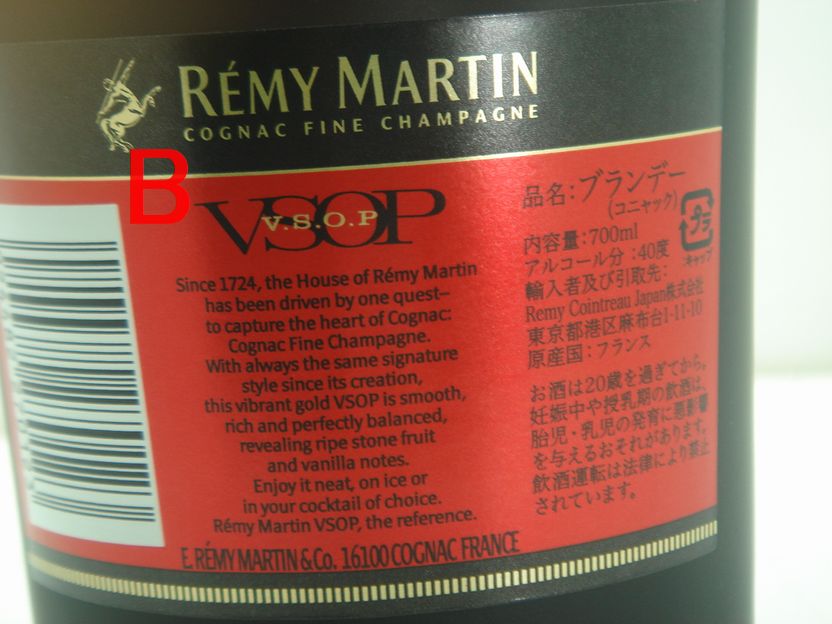 RÉMY MARTIN
COGNAC FINE CHAMPAGNE
B
VSOP
V.S.O.P
Since 1724, the House of Rémy Martin
has been driven by one quest–
to capture the heart of Cognac:
Cognac Fine Champagne.
With always the same signature
style since its creation,
this vibrant gold VSOP is smooth,
rich and perfectly balanced,
revealing ripe stone fruit
and vanilla notes.
Enjoy it neat, on ice or
in your cocktail of choice.
Rémy Martin VSOP, the reference.
E. RÉMY MARTIN & Co. 16100 COGNAC FRANCE
品名:ブランデー
(コニャック)
内容量:700ml
アルコール分:40度
輸入者及び引取先:
Remy Cointreau Japan株式会社
東京都港区麻布台1-11-10
原産国:フランス
プラ
キャップ
お酒は20歳を過ぎてから。
妊娠中や授乳期の飲酒は、
胎児・乳児の発育に悪影響
を与えるおそれがあります。
飲酒運転は法律により禁止
されています。